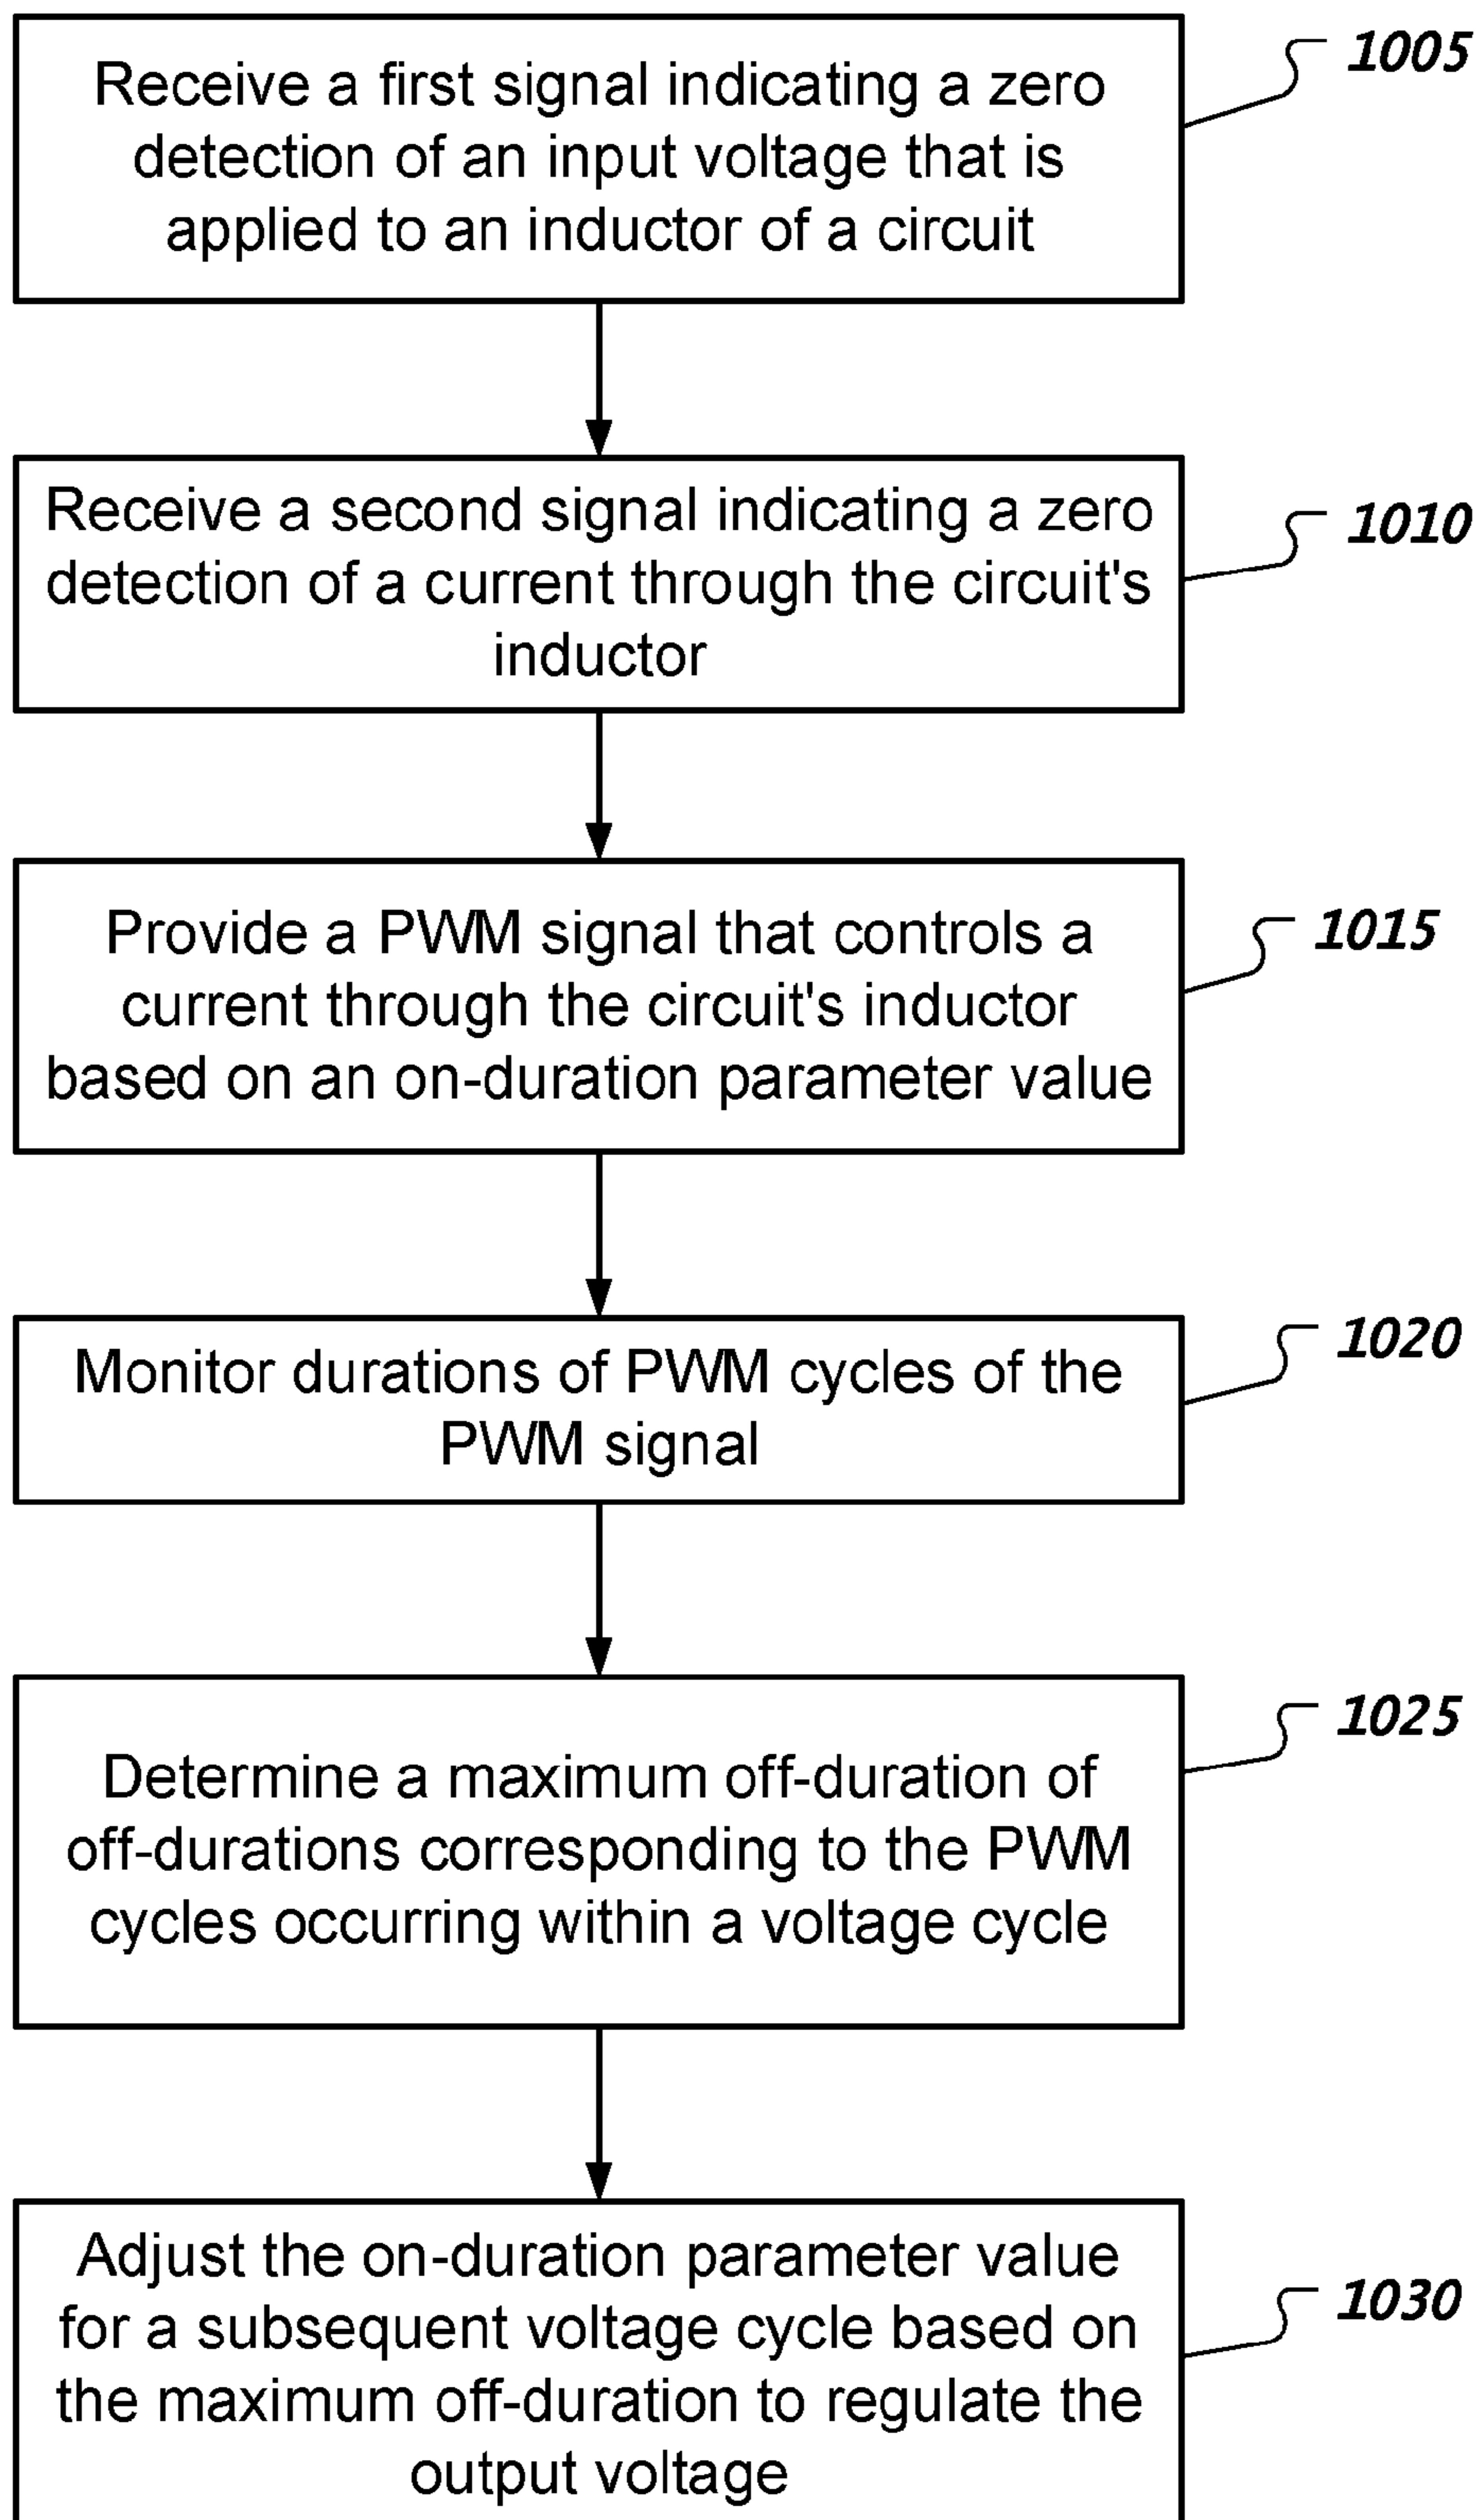 Receive a first signal indicating a zero
detection of an input voltage that is
applied to an inductor of a circuit
1005
Receive a second signal indicating a zero
detection of a current through the circuit's
inductor
1010
Provide a PWM signal that controls a
current through the circuit's inductor
based on an on-duration parameter value
1015
Monitor durations of PWM cycles of the
PWM signal
1020
Determine a maximum off-duration of
off-durations corresponding to the PWM
cycles occurring within a voltage cycle
1025
Adjust the on-duration parameter value
for a subsequent voltage cycle based on
the maximum off-duration to regulate the
output voltage
1030